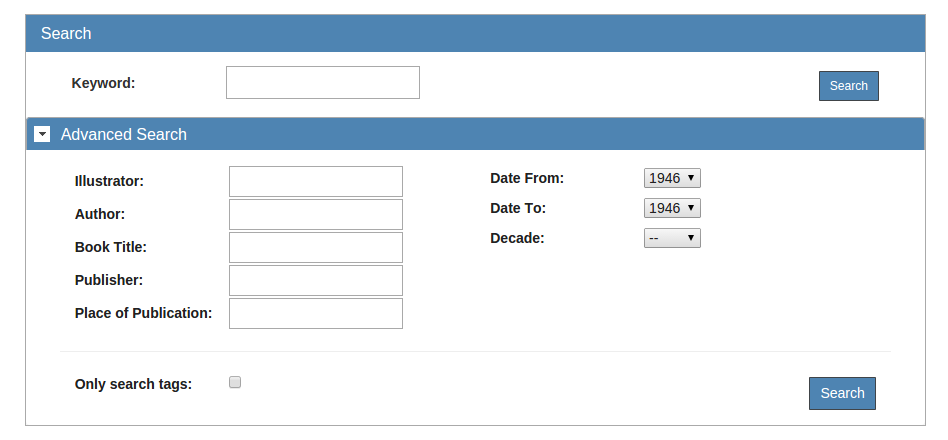 Search
Keyword:
Search
Advanced Search
Illustrator:
Author:
Book Title:
Publisher:
Place of Publication:
Date From: 1946
Date To: 1946
Decade: --
Only search tags:
Search